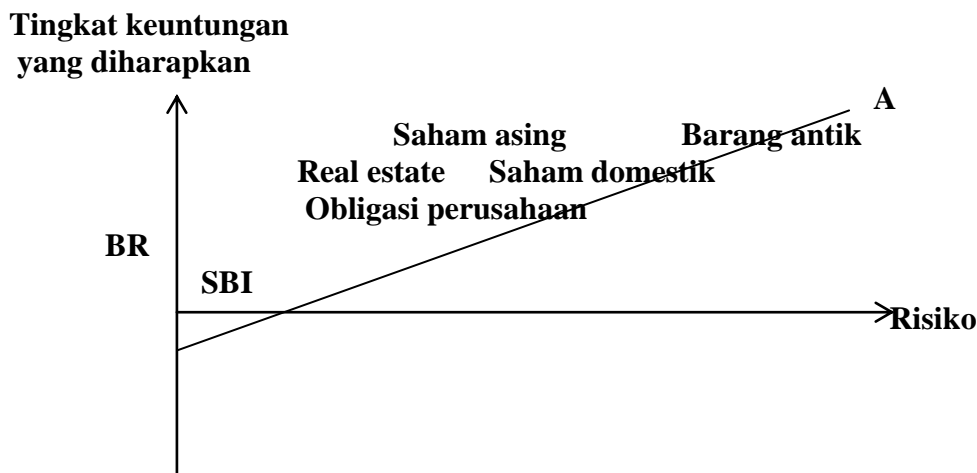 Tingkat keuntungan
yang diharapkan
A
Saham asing Barang antik
Real estate Saham domestik
Obligasi perusahaan
BR
SBI
Risiko